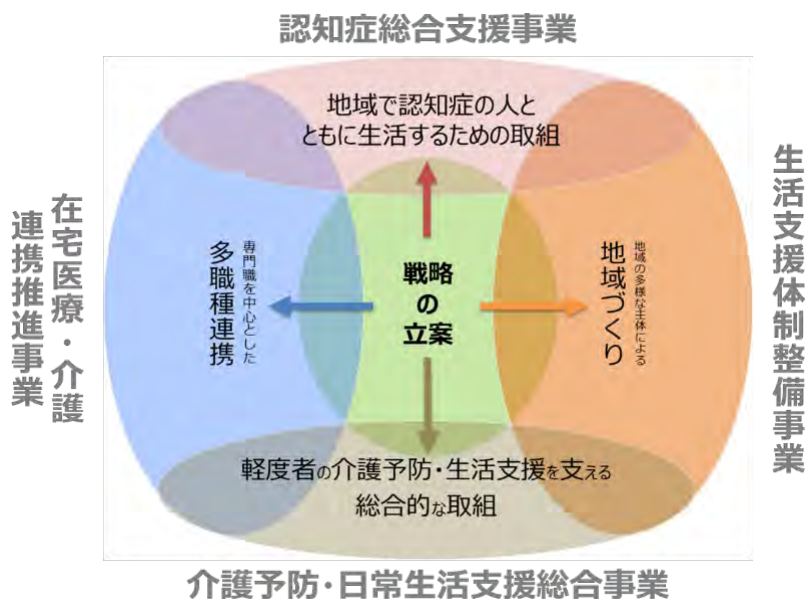 認知症総合支援事業
地域で認知症の人と
ともに生活するための取組
在宅医療・介護
連携推進事業
専門職を中心とした
多職種連携
戦略
の
立案
地域の多様な主体による
地域づくり
生活支援体制整備事業
軽度者の介護予防・生活支援を支える
総合的な取組
介護予防・日常生活支援総合事業